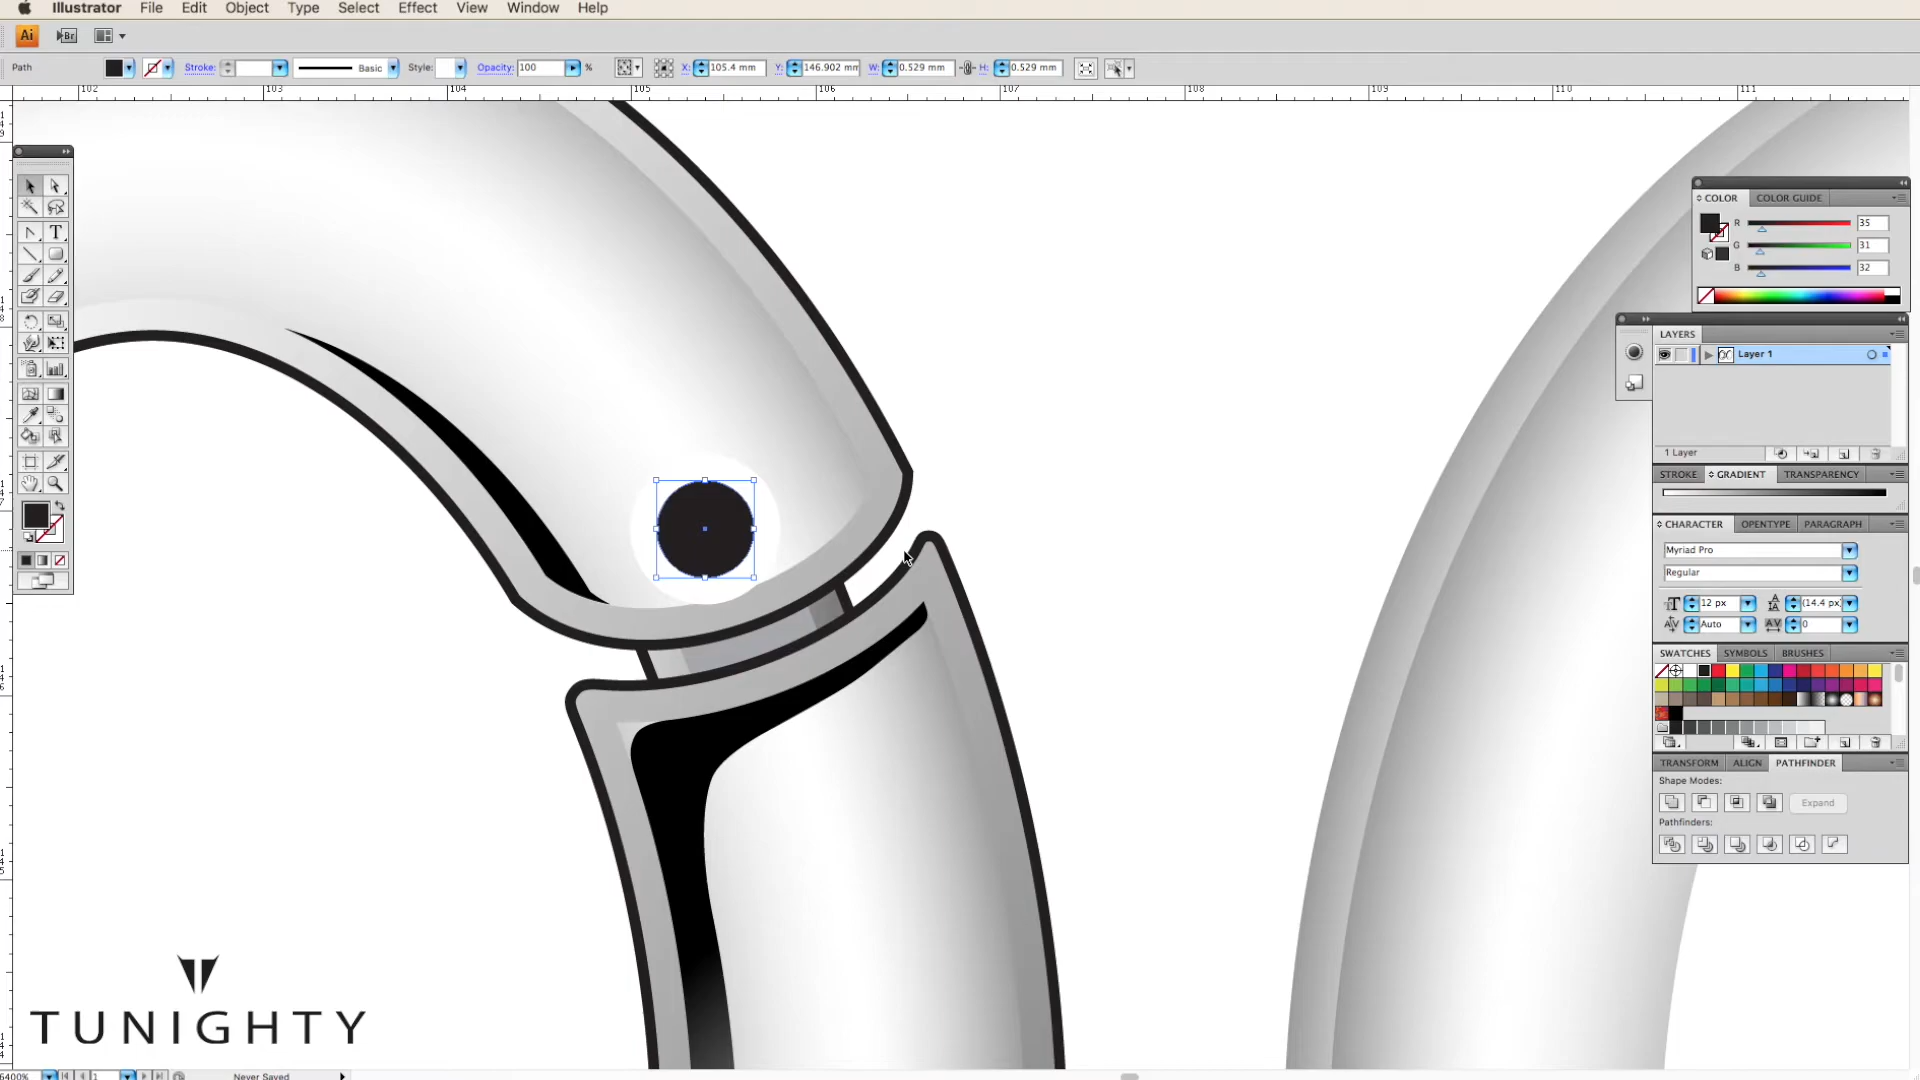 Illustrator File Edit Object Type Select Effect View Window Help
Ai Br
Path Stroke: Basic Style: Opacity: 100 % X: 105.4 mm Y: 146.902 mm W: 0.529 mm H: 0.529 mm
102 103 104 105 106 107 108 109 110 111
COLOR COLOR GUIDE
R 35
G 31
B 32
LAYERS
Layer 1
1 Layer
STROKE GRADIENT TRANSPARENCY
CHARACTER OPENTYPE PARAGRAPH
Myriad Pro
Regular
12 px (14.4 px)
Auto 0
SWATCHES SYMBOLS BRUSHES
TRANSFORM ALIGN PATHFINDER
Shape Modes:
Expand
Pathfinders:
TUNIGHTY
6400% 1 Never Saved